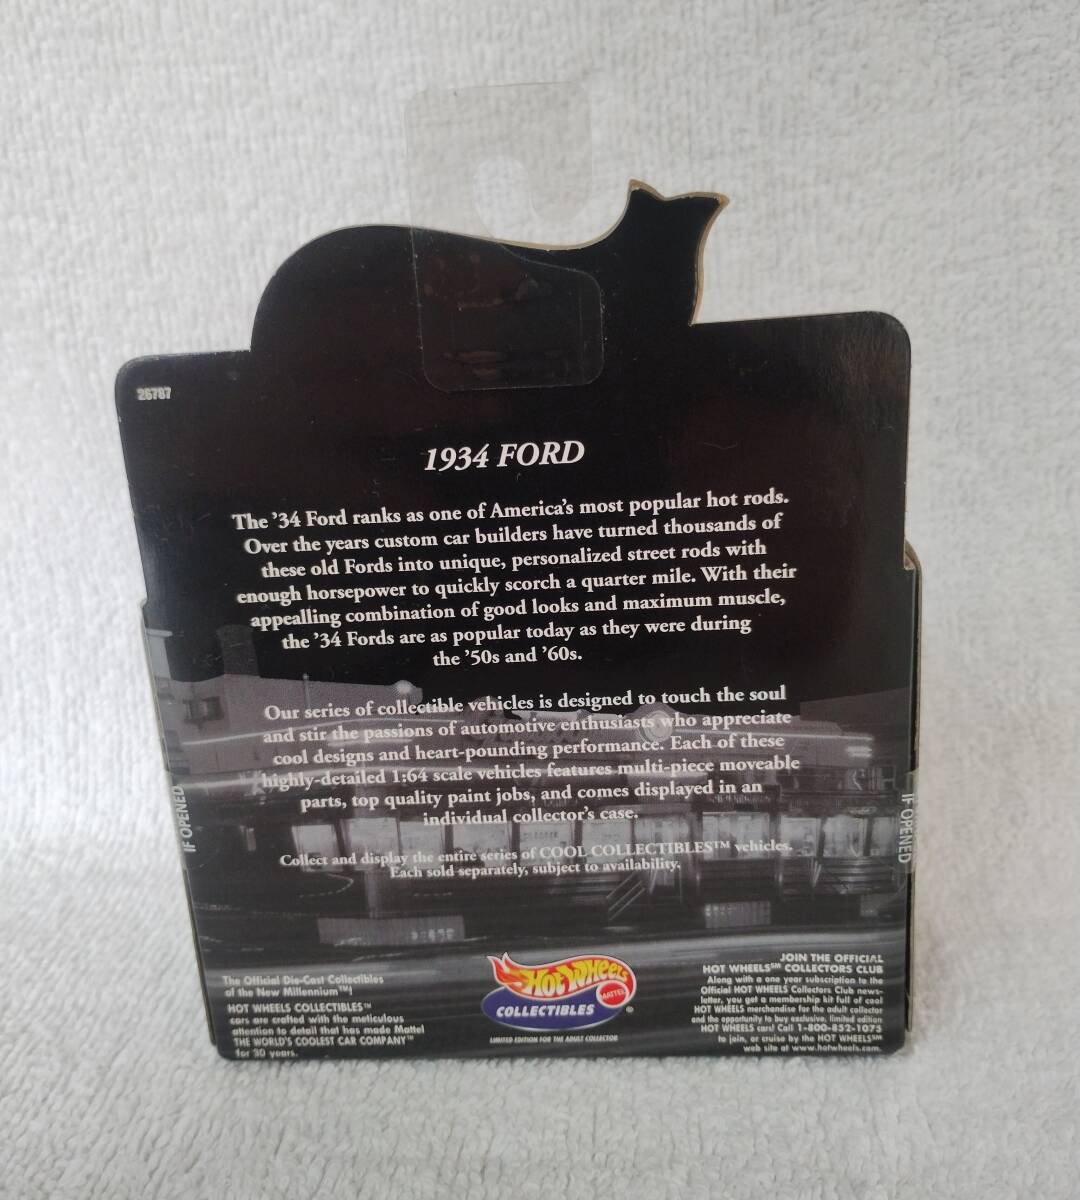 26787
1934 FORD
The '34 Ford ranks as one of America's most popular hot rods.
Over the years custom car builders have turned thousands of
these old Fords into unique, personalized street rods with
enough horsepower to quickly scorch a quarter mile. With their
appealling combination of good looks and maximum muscle,
the '34 Fords are as popular today as they were during
the '50s and '60s.
Our series of collectible vehicles is designed to touch the soul
and stir the passions of automotive enthusiasts who appreciate
cool designs and heart-pounding performance. Each of these
highly-detailed 1:64 scale vehicles features multi-piece moveable
parts, top quality paint jobs, and comes displayed in an
individual collector's case.
Collect and display the entire series of COOL COLLECTIBLES™ vehicles.
Each sold separately, subject to availability.
IF OPENED
IF OPENED
The Official Die-Cast Collectibles
of the New Millennium™!
HOT WHEELS COLLECTIBLES™
cars are crafted with the meticulous
attention to detail that has made Mattel
THE WORLD'S COOLEST CAR COMPANY™
for 30 years.
Hot Wheels
MATTEL
COLLECTIBLES
®
LIMITED EDITION FOR THE ADULT COLLECTOR
JOIN THE OFFICIAL
HOT WHEELS℠ COLLECTORS CLUB
Along with a one year subscription to the
Official HOT WHEELS Collectors Club news-
letter, you get a membership kit full of cool
HOT WHEELS merchandise for the adult collector
and the opportunity to buy exclusive, limited edition
HOT WHEELS cars! Call 1-800-852-1075
to join, or cruise by the HOT WHEELS℠
web site at www.hotwheels.com.